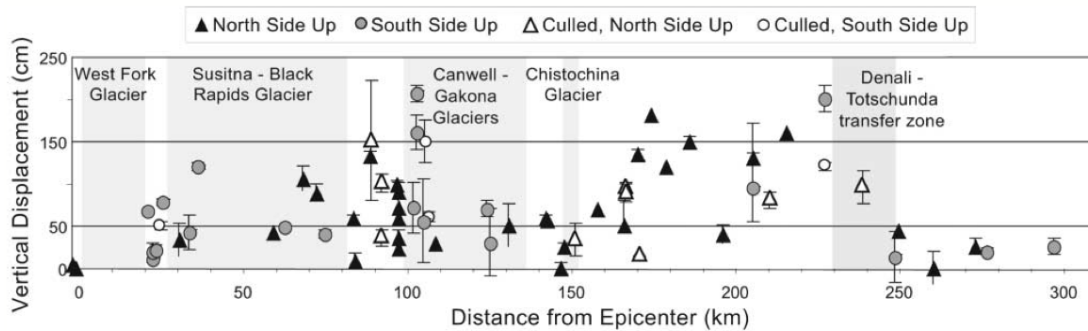 North Side Up South Side Up Culled, North Side Up Culled, South Side Up
Vertical Displacement (cm)
250
150
50
0
West Fork
Glacier
Susitna - Black
Rapids Glacier
Canwell -
Gakona
Glaciers
Chistochina
Glacier
Denali -
Totschunda
transfer zone
0 50 100 150 200 250 300
Distance from Epicenter (km)